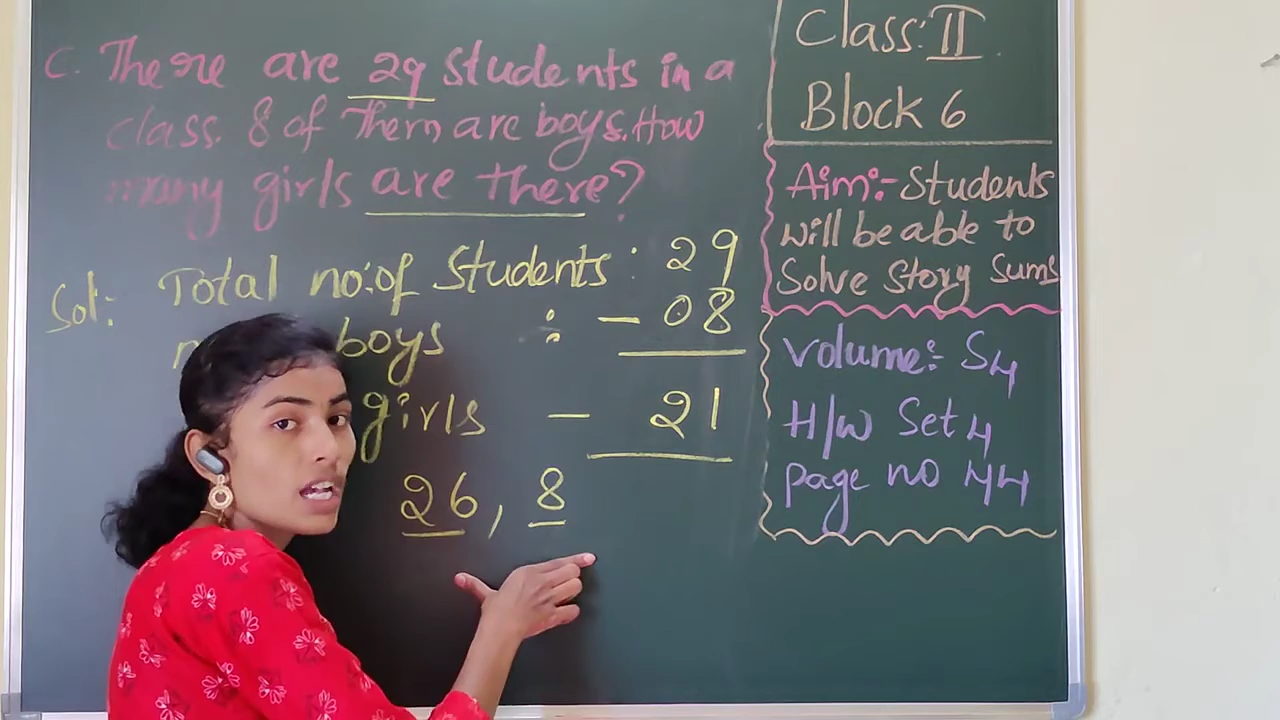 C. There are 29 students in a
class. 8 of them are boys. How
many girls are there?
Sol: Total no: of Students : 29
boys : - 08
girls - 21
26, 8
Class: II
Block 6
Aim:- Students
will be able to
Solve Story Sums
Volume:- S4
H/w Set 4
page no 44